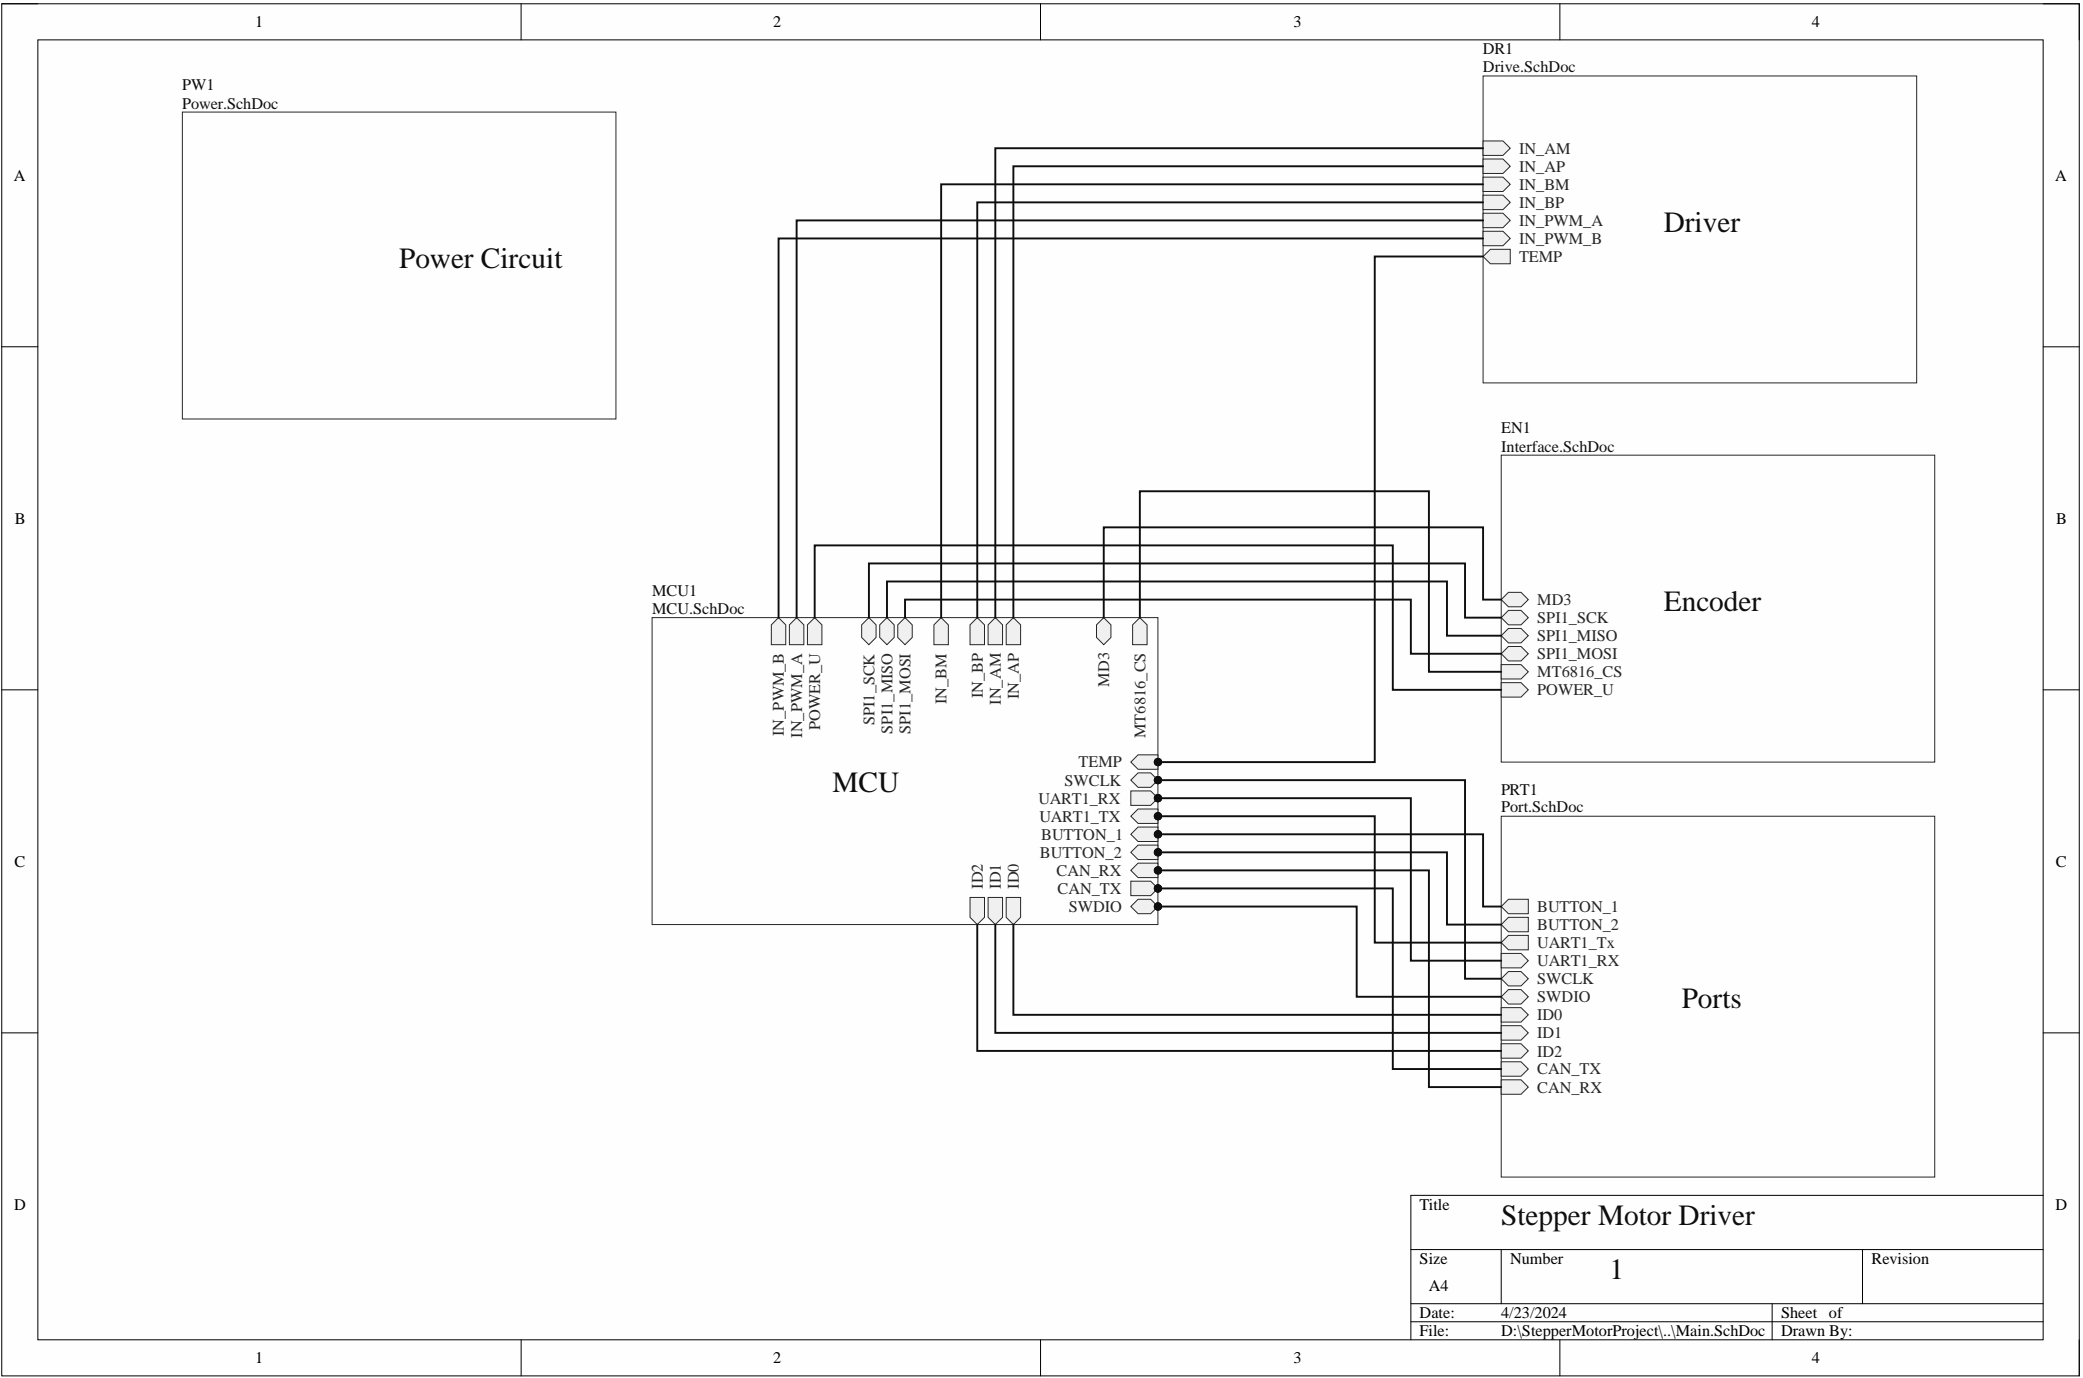 1
2
3
4
A
B
C
D
A
B
C
D
1
2
3
4
PW1
Power.SchDoc
Power Circuit
DR1
Drive.SchDoc
IN_AM
IN_AP
IN_BM
IN_BP
IN_PWM_A
IN_PWM_B
TEMP
Driver
EN1
Interface.SchDoc
MD3
SPI1_SCK
SPI1_MISO
SPI1_MOSI
MT6816_CS
POWER_U
Encoder
MCU1
MCU.SchDoc
IN_PWM_B
IN_PWM_A
POWER_U
SPI1_SCK
SPI1_MISO
SPI1_MOSI
IN_BM
IN_BP
IN_AM
IN_AP
MD3
MT6816_CS
MCU
TEMP
SWCLK
UART1_RX
UART1_TX
BUTTON_1
BUTTON_2
CAN_RX
CAN_TX
SWDIO
ID2
ID1
ID0
PRT1
Port.SchDoc
BUTTON_1
BUTTON_2
UART1_Tx
UART1_RX
SWCLK
SWDIO
ID0
ID1
ID2
CAN_TX
CAN_RX
Ports
Title
Stepper Motor Driver
Size
A4
Number
1
Revision
Date: 4/23/2024
Sheet of
File: D:\StepperMotorProject\..\Main.SchDoc
Drawn By: